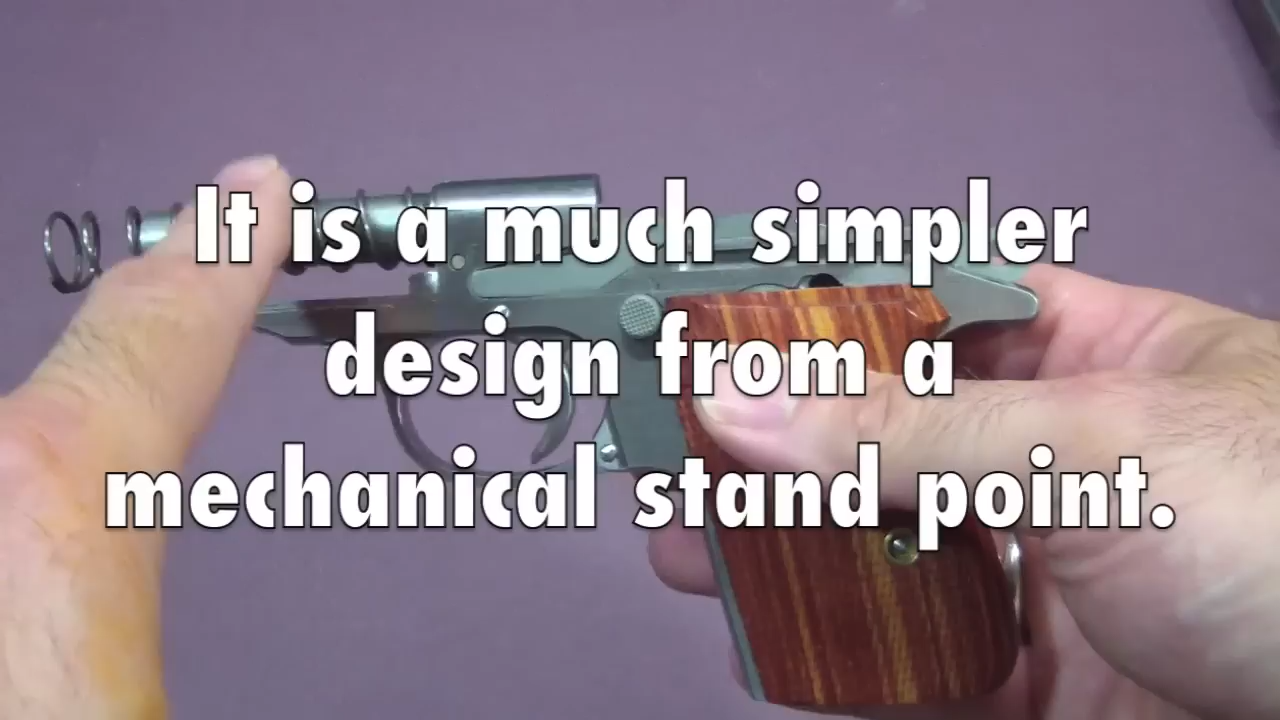 It is a much simpler
design from a
mechanical stand point.